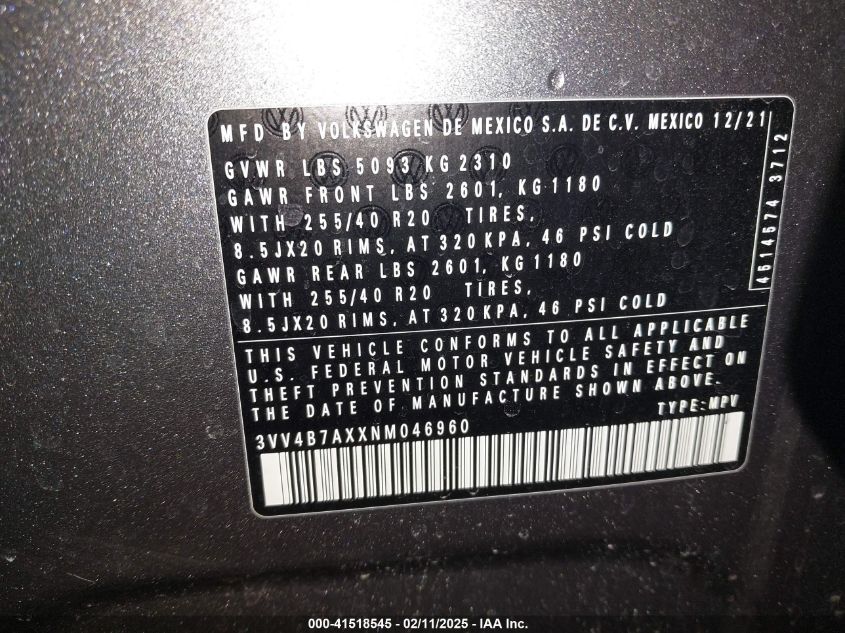 MFD BY VOLKSWAGEN DE MEXICO S.A. DE C.V. MEXICO 12/21
GVWR LBS 5093 KG 2310
GAWR FRONT LBS 2601, KG 1180
WITH 255/40 R20 TIRES,
8.5JX20 RIMS, AT 320 KPA, 46 PSI COLD
GAWR REAR LBS 2601, KG 1180
WITH 255/40 R20 TIRES,
8.5JX20 RIMS, AT 320 KPA, 46 PSI COLD
4614574 3712
THIS VEHICLE CONFORMS TO ALL APPLICABLE
U.S. FEDERAL MOTOR VEHICLE SAFETY AND
THEFT PREVENTION STANDARDS IN EFFECT ON
THE DATE OF MANUFACTURE SHOWN ABOVE.
TYPE: MPV
3VV4B7AXXNM046960
000-41518545 - 02/11/2025 - IAA Inc.